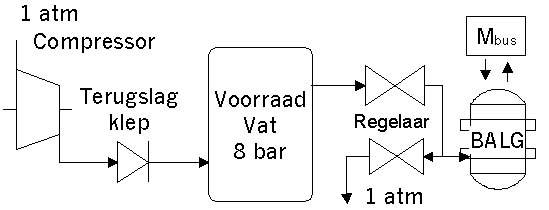 1 atm
Compressor
Terugslag
klep
Voorraad
Vat
8 bar
Regelaar
1 atm
Mbus
BALG